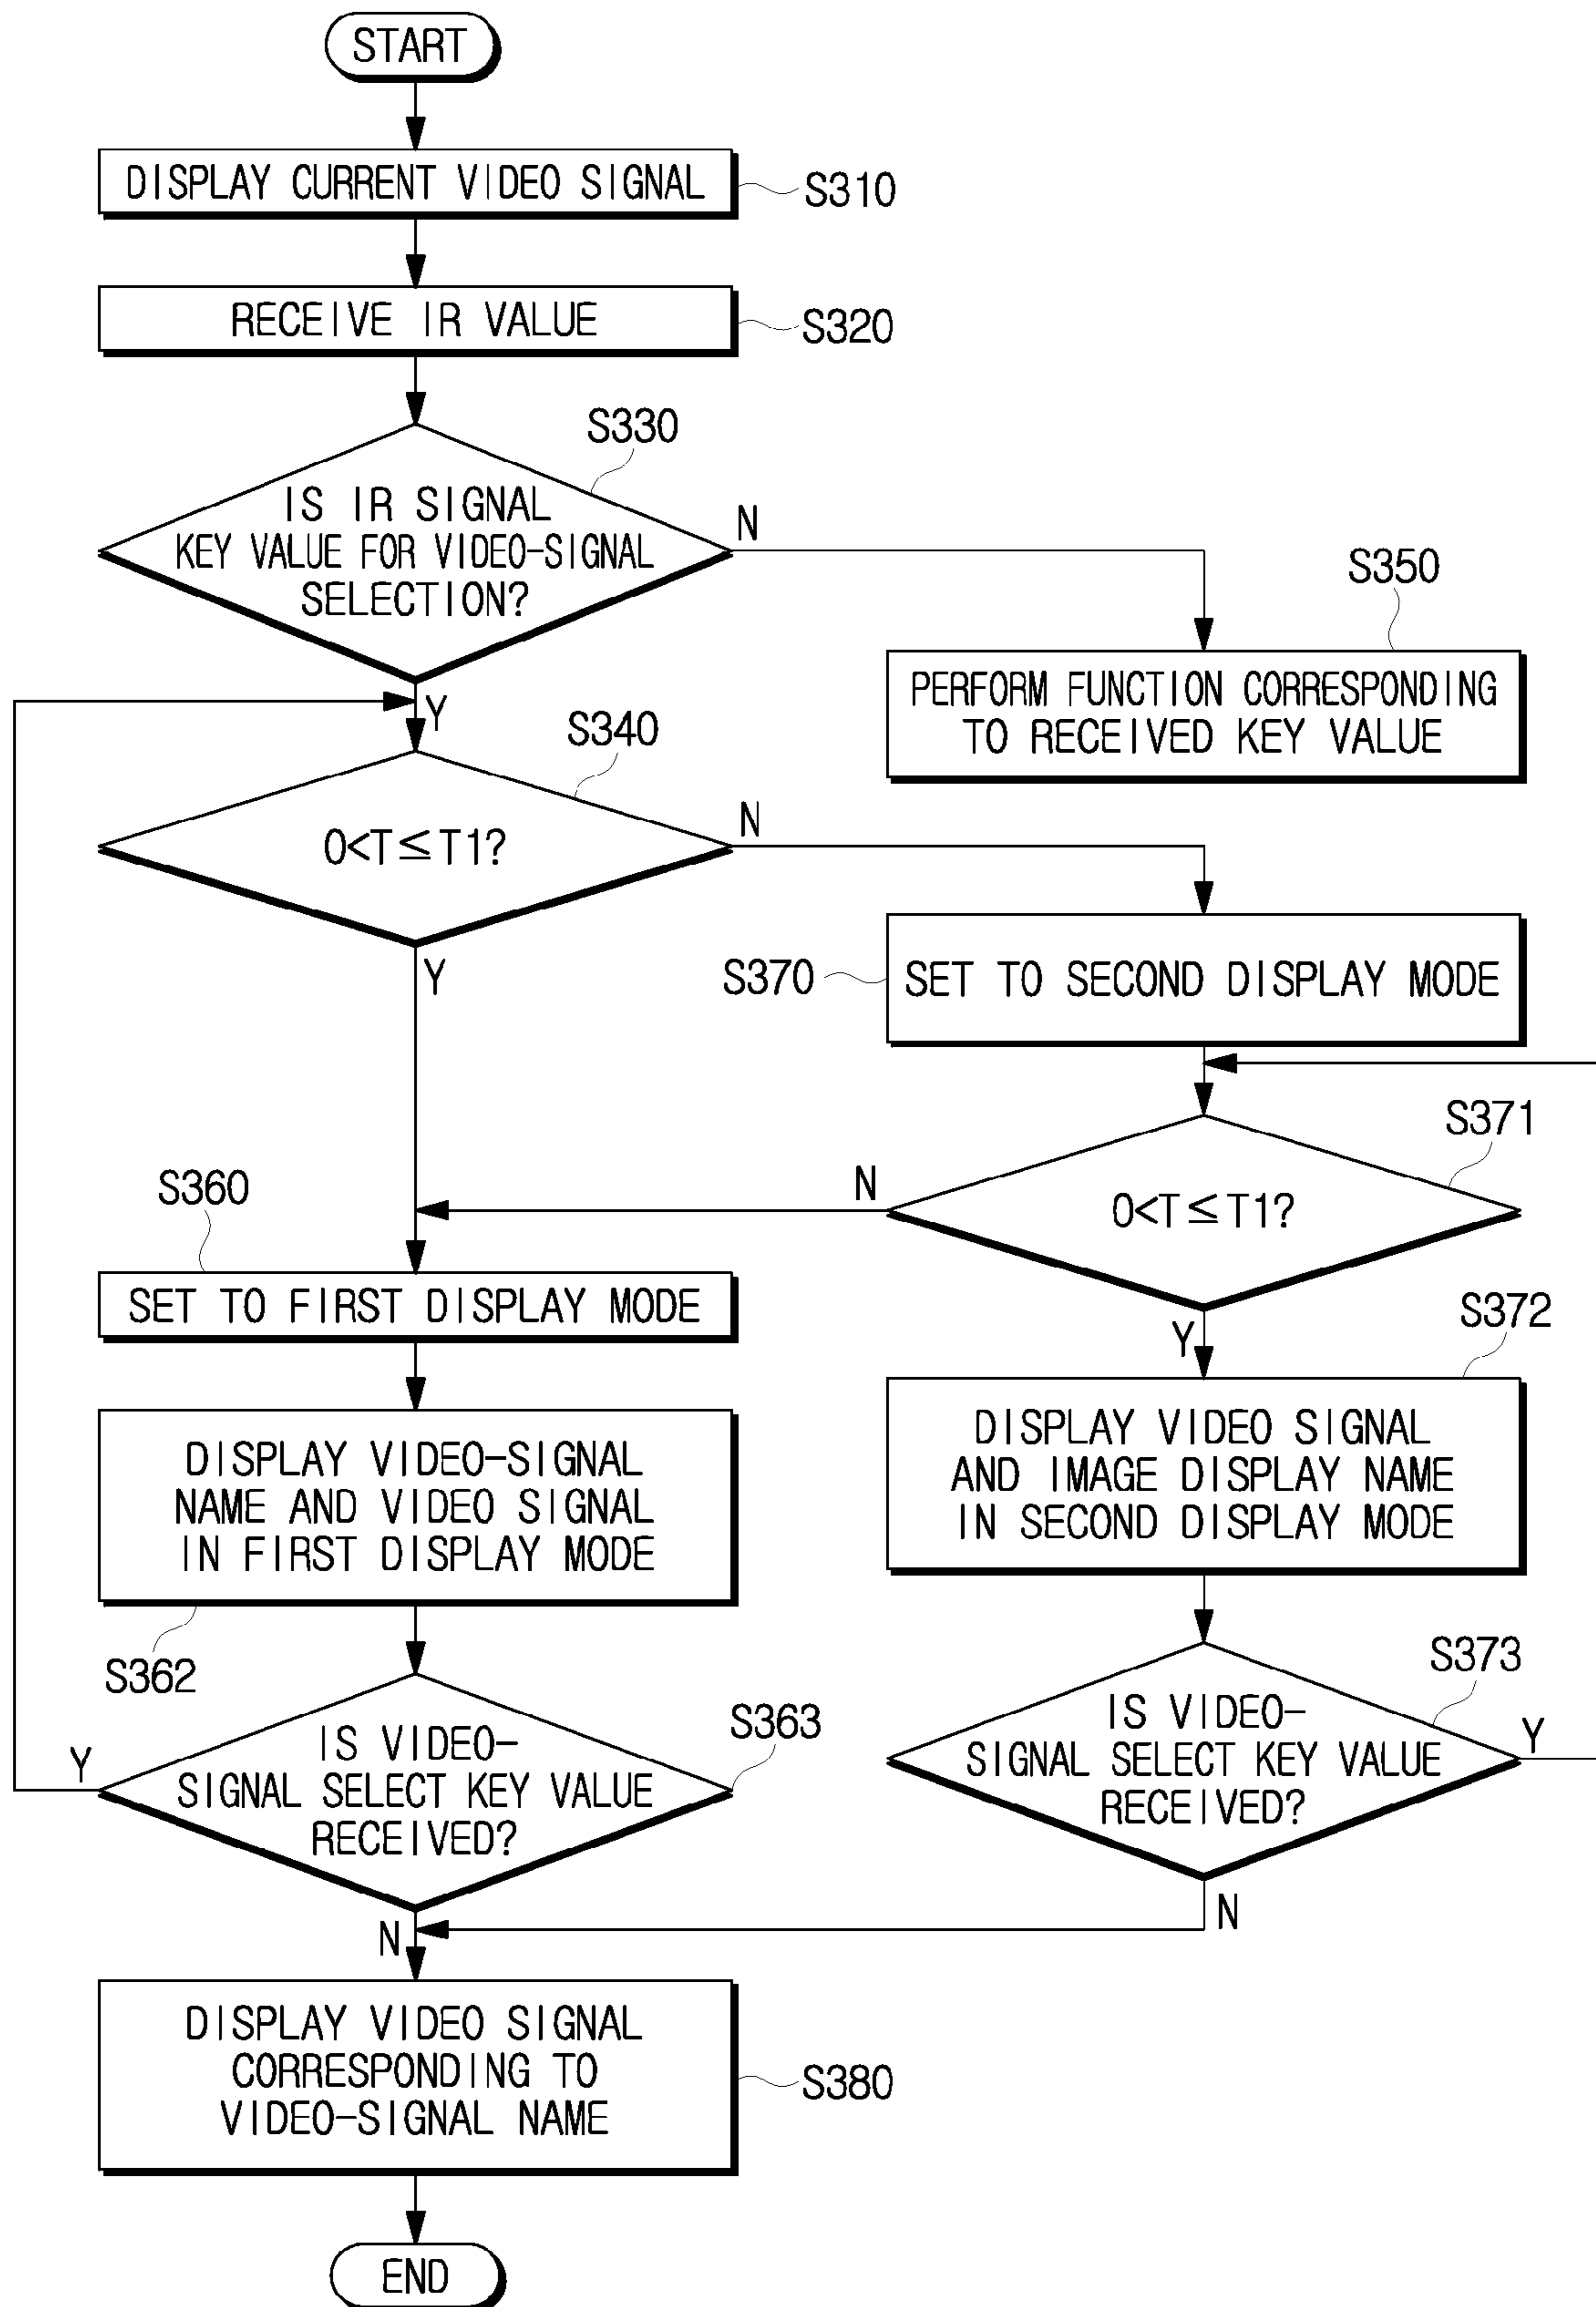 START
DISPLAY CURRENT VIDEO SIGNAL
S310
RECEIVE IR VALUE
S320
S330
IS IR SIGNAL
KEY VALUE FOR VIDEO-SIGNAL
SELECTION?
N
Y
S350
PERFORM FUNCTION CORRESPONDING
TO RECEIVED KEY VALUE
S340
0<T≤T1?
N
Y
S370
SET TO SECOND DISPLAY MODE
S371
0<T≤T1?
N
Y
S360
SET TO FIRST DISPLAY MODE
S372
DISPLAY VIDEO SIGNAL
AND IMAGE DISPLAY NAME
IN SECOND DISPLAY MODE
DISPLAY VIDEO-SIGNAL
NAME AND VIDEO SIGNAL
IN FIRST DISPLAY MODE
S362
S373
IS VIDEO-
SIGNAL SELECT KEY VALUE
RECEIVED?
Y
N
S363
IS VIDEO-
SIGNAL SELECT KEY VALUE
RECEIVED?
Y
N
DISPLAY VIDEO SIGNAL
CORRESPONDING TO
VIDEO-SIGNAL NAME
S380
END